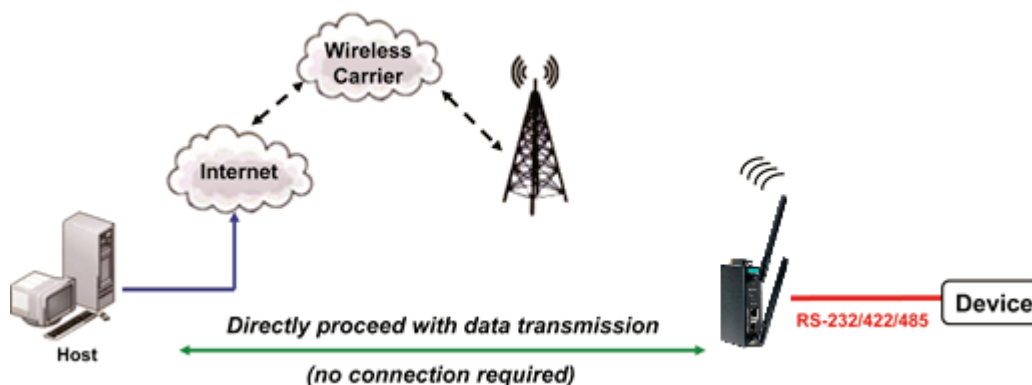 Wireless
Carrier
Internet
Host
Directly proceed with data transmission
(no connection required)
RS-232/422/485
Device